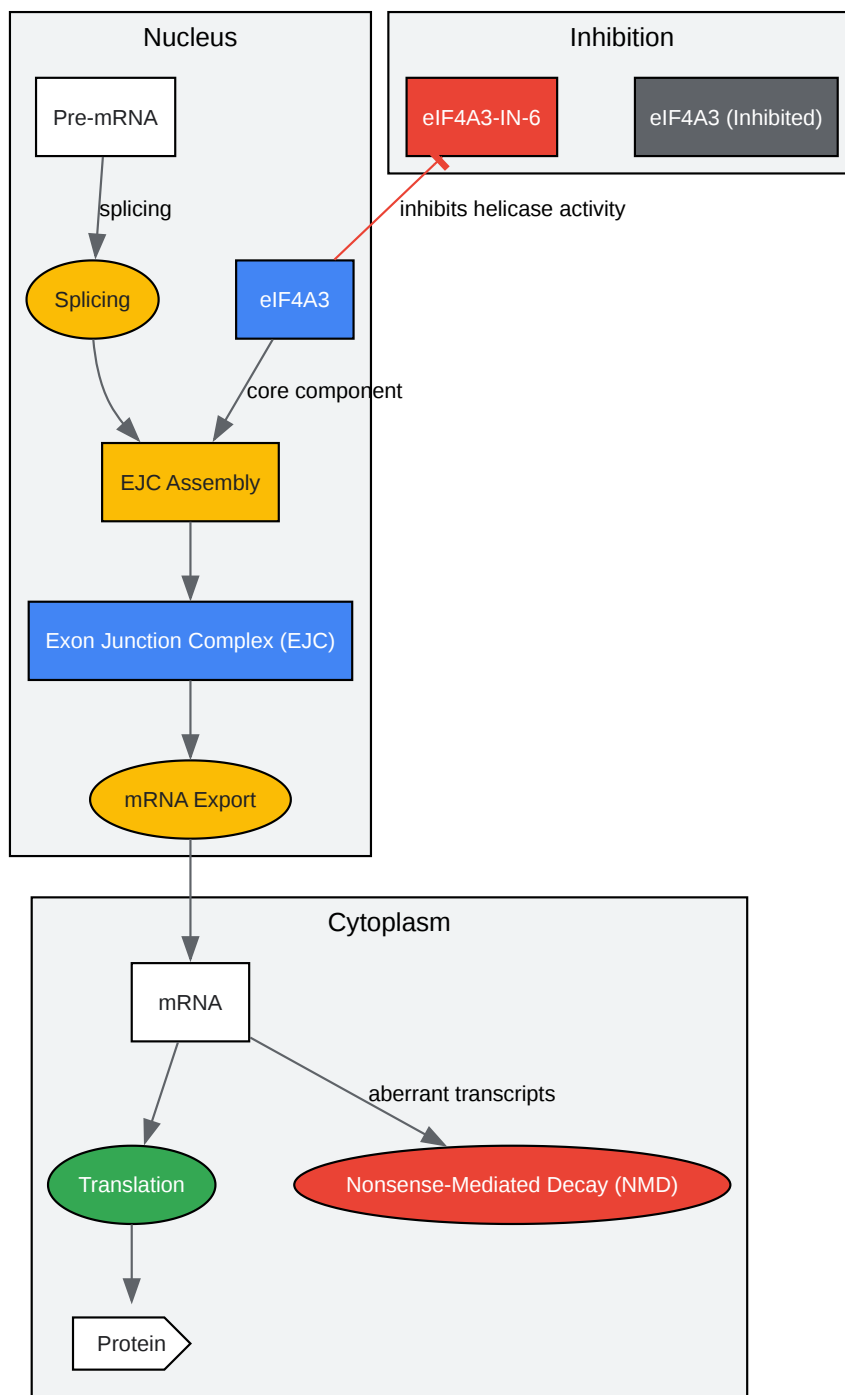 Nucleus
Inhibition
Pre-mRNA
eIF4A3-IN-6
eIF4A3 (Inhibited)
splicing
inhibits helicase activity
Splicing
eIF4A3
core component
EJC Assembly
Exon Junction Complex (EJC)
mRNA Export
Cytoplasm
mRNA
aberrant transcripts
Translation
Nonsense-Mediated Decay (NMD)
Protein